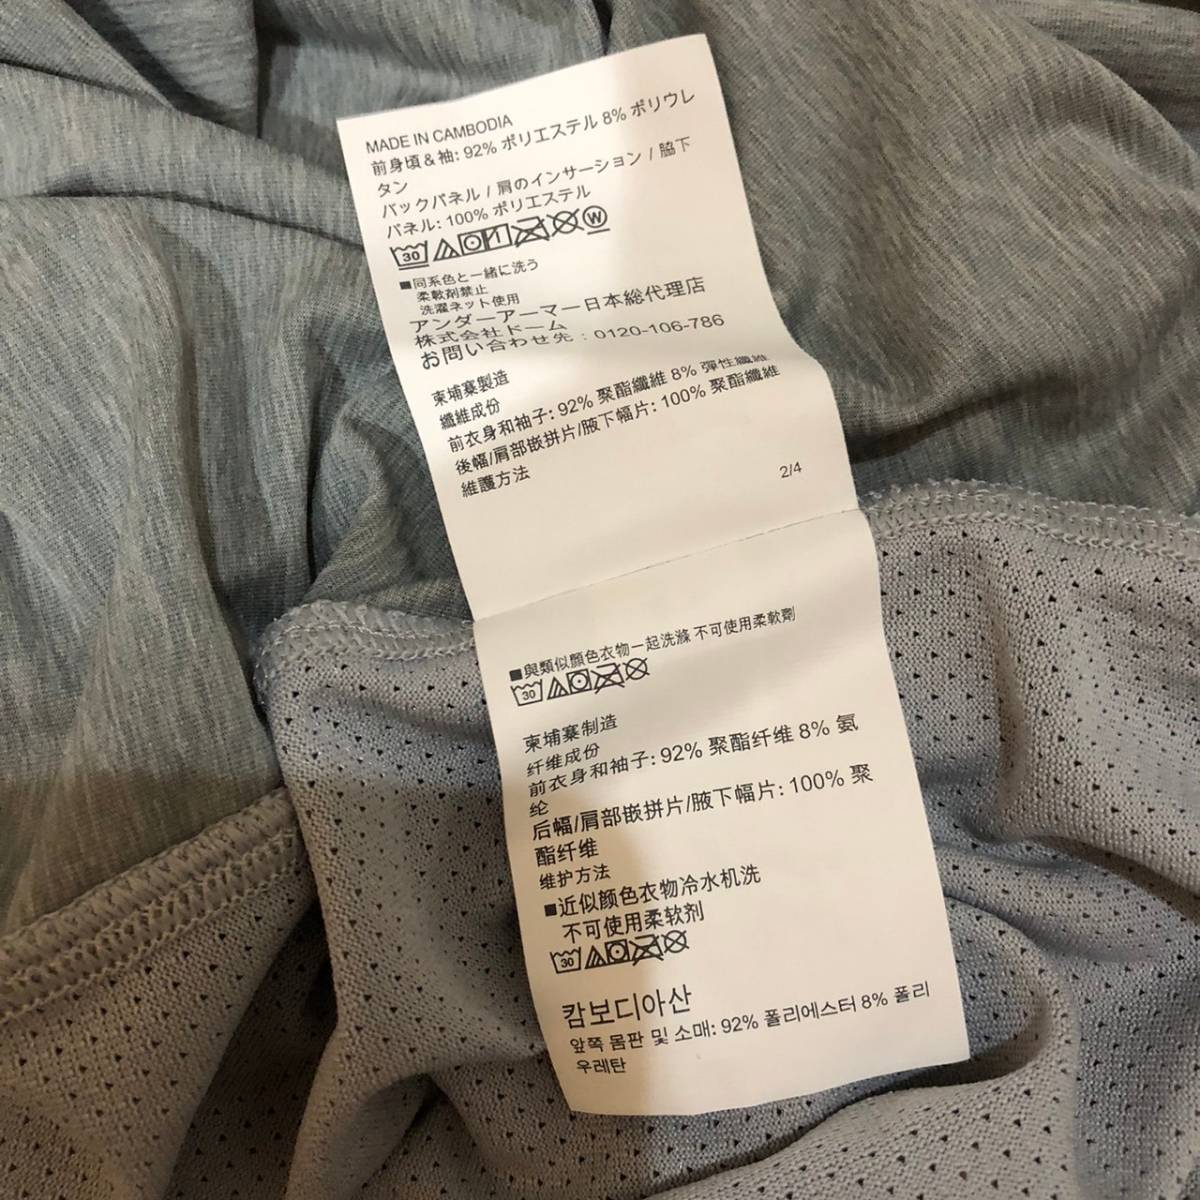 MADE IN CAMBODIA
前身頃&袖: 92% ポリエステル 8% ポリウレ
タン
バックパネル / 肩のインサーション / 脇下
パネル: 100% ポリエステル
30 W
■同系色と一緒に洗う
柔軟剤禁止
洗濯ネット使用
アンダーアーマー日本総代理店
株式会社ドーム
お問い合わせ先 : 0120-106-786
柬埔寨製造
纖維成份
前衣身和袖子: 92% 聚酯纖維 8% 彈性纖維
後幅/肩部嵌拼片/腋下幅片: 100% 聚酯纖維
維護方法
2/4
■與類似顏色衣物一起洗滌 不可使用柔軟劑
30
柬埔寨制造
纤维成份
前衣身和袖子: 92% 聚酯纤维 8% 氨
纶
后幅/肩部嵌拼片/腋下幅片: 100% 聚
酯纤维
维护方法
■近似颜色衣物冷水机洗
不可使用柔软剂
30
캄보디아산
앞쪽 몸판 및 소매: 92% 폴리에스터 8% 폴리
우레탄